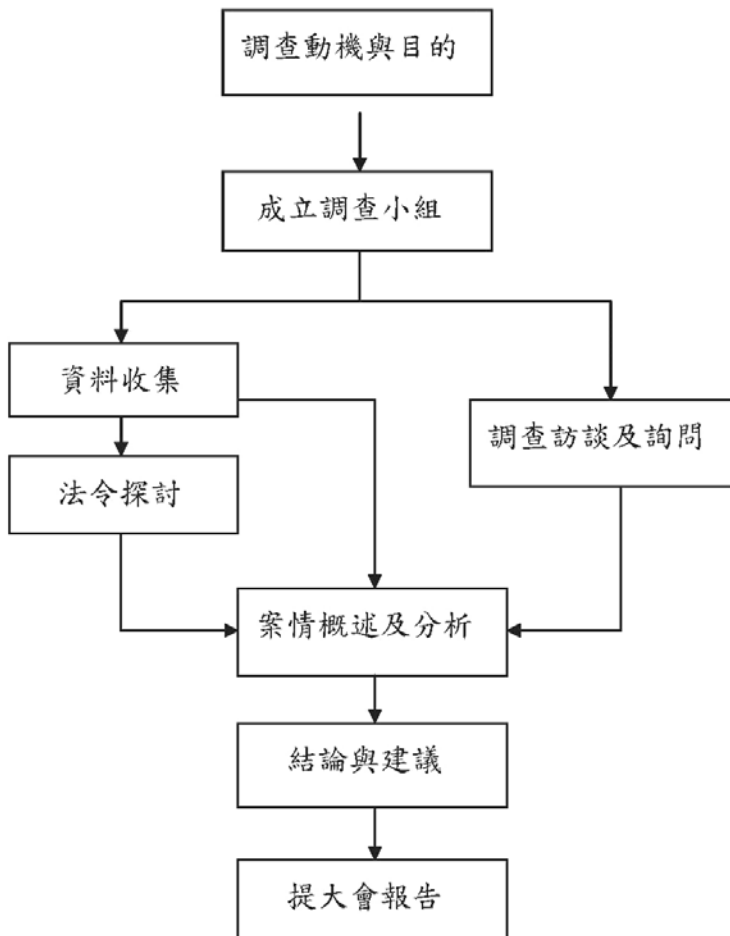 調查動機與目的
成立調查小組
資料收集
調查訪談及詢問
法令探討
案情概述及分析
結論與建議
提大會報告